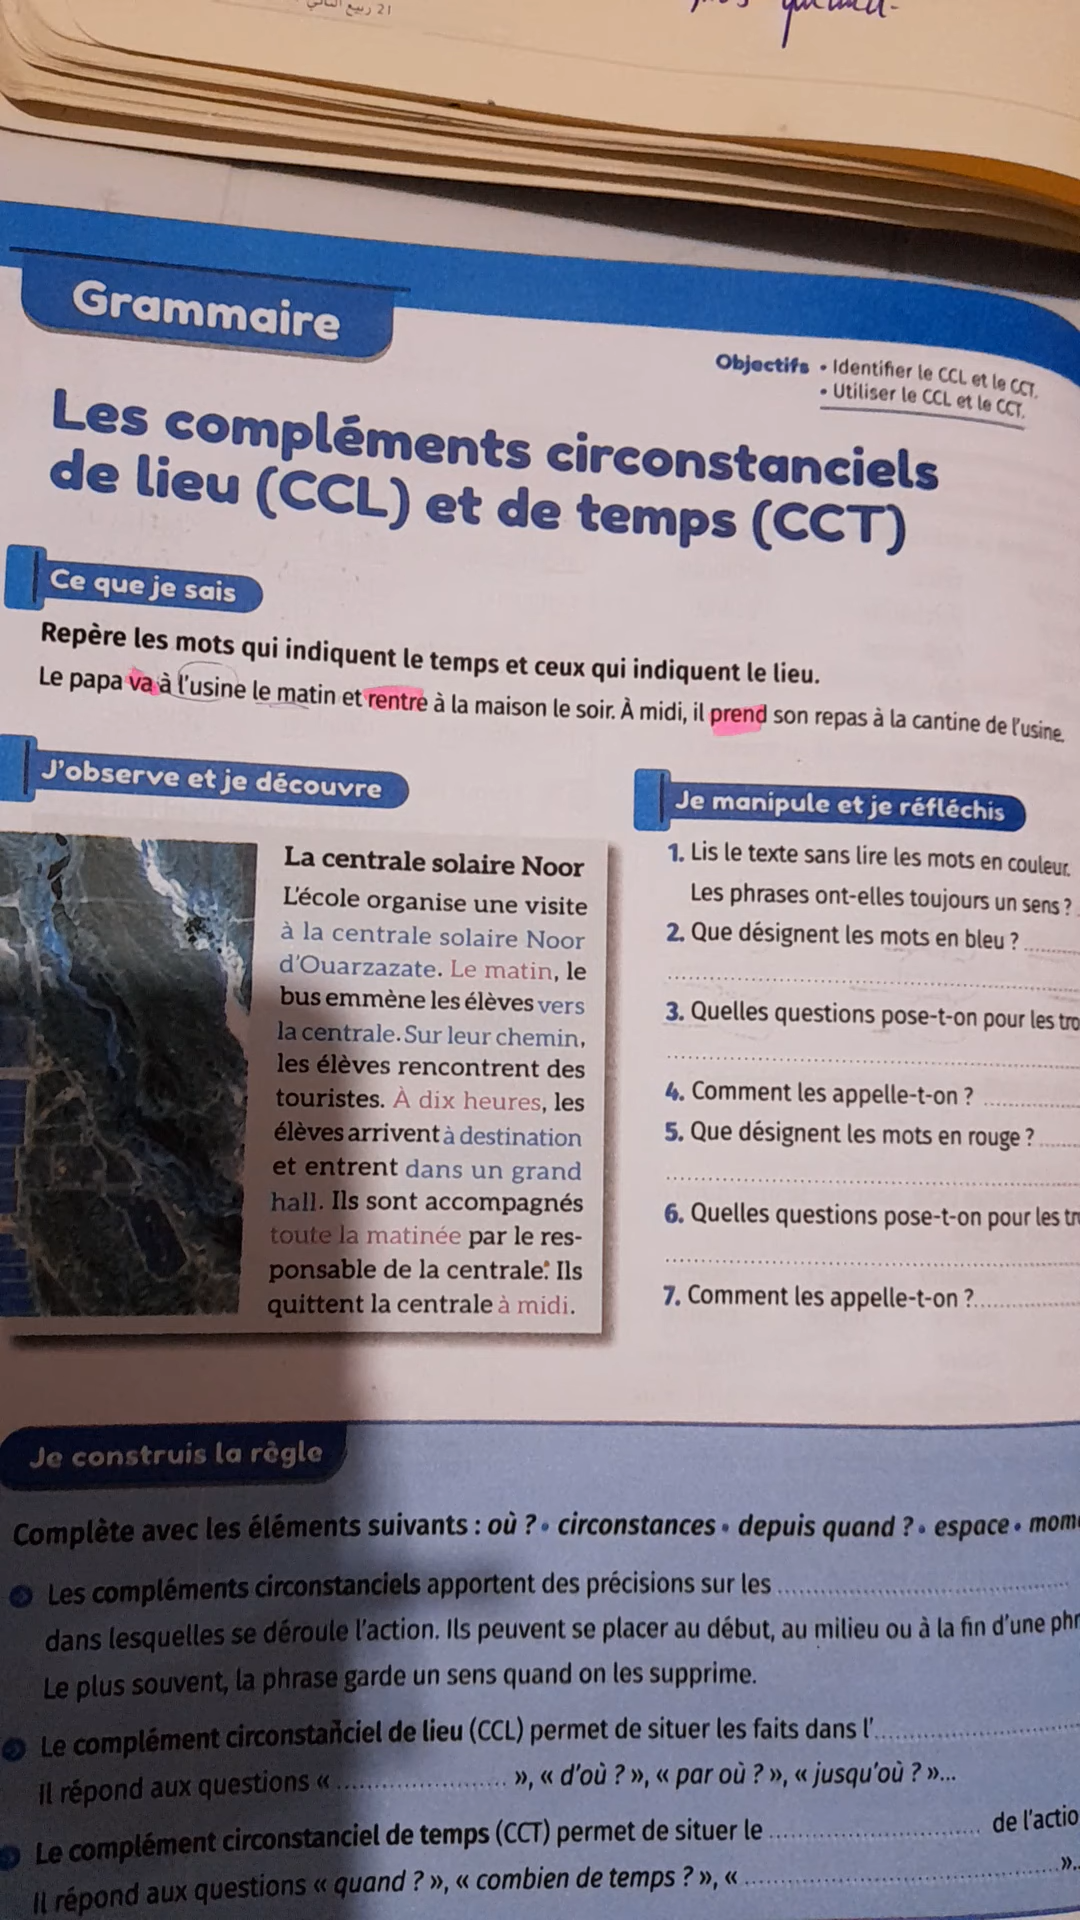 21 ربيع الثاني
Grammaire
Objectifs • Identifier le CCL et le CCT.
• Utiliser le CCL et le CCT.
Les compléments circonstanciels
de lieu (CCL) et de temps (CCT)
Ce que je sais
Repère les mots qui indiquent le temps et ceux qui indiquent le lieu.
Le papa va à l'usine le matin et rentre à la maison le soir. À midi, il prend son repas à la cantine de l'usine.
J'observe et je découvre
La centrale solaire Noor
L'école organise une visite
à la centrale solaire Noor
d'Ouarzazate. Le matin, le
bus emmène les élèves vers
la centrale. Sur leur chemin,
les élèves rencontrent des
touristes. À dix heures, les
élèves arrivent à destination
et entrent dans un grand
hall. Ils sont accompagnés
toute la matinée par le res-
ponsable de la centrale. Ils
quittent la centrale à midi.
Je manipule et je réfléchis
1. Lis le texte sans lire les mots en couleur.
Les phrases ont-elles toujours un sens ?
2. Que désignent les mots en bleu ? ..........
3. Quelles questions pose-t-on pour les tro
4. Comment les appelle-t-on ? ..........
5. Que désignent les mots en rouge ? ..........
6. Quelles questions pose-t-on pour les tr
7. Comment les appelle-t-on ? ..........
Je construis la règle
Complète avec les éléments suivants : où ? • circonstances • depuis quand ? • espace • mom
Les compléments circonstanciels apportent des précisions sur les ..........
dans lesquelles se déroule l'action. Ils peuvent se placer au début, au milieu ou à la fin d'une phr
Le plus souvent, la phrase garde un sens quand on les supprime.
Le complément circonstanciel de lieu (CCL) permet de situer les faits dans l' ..........
Il répond aux questions « .......... », « d'où ? », « par où ? », « jusqu'où ? »...
Le complément circonstanciel de temps (CCT) permet de situer le .......... de l'actio
Il répond aux questions « quand ? », « combien de temps ? », « .......... »..